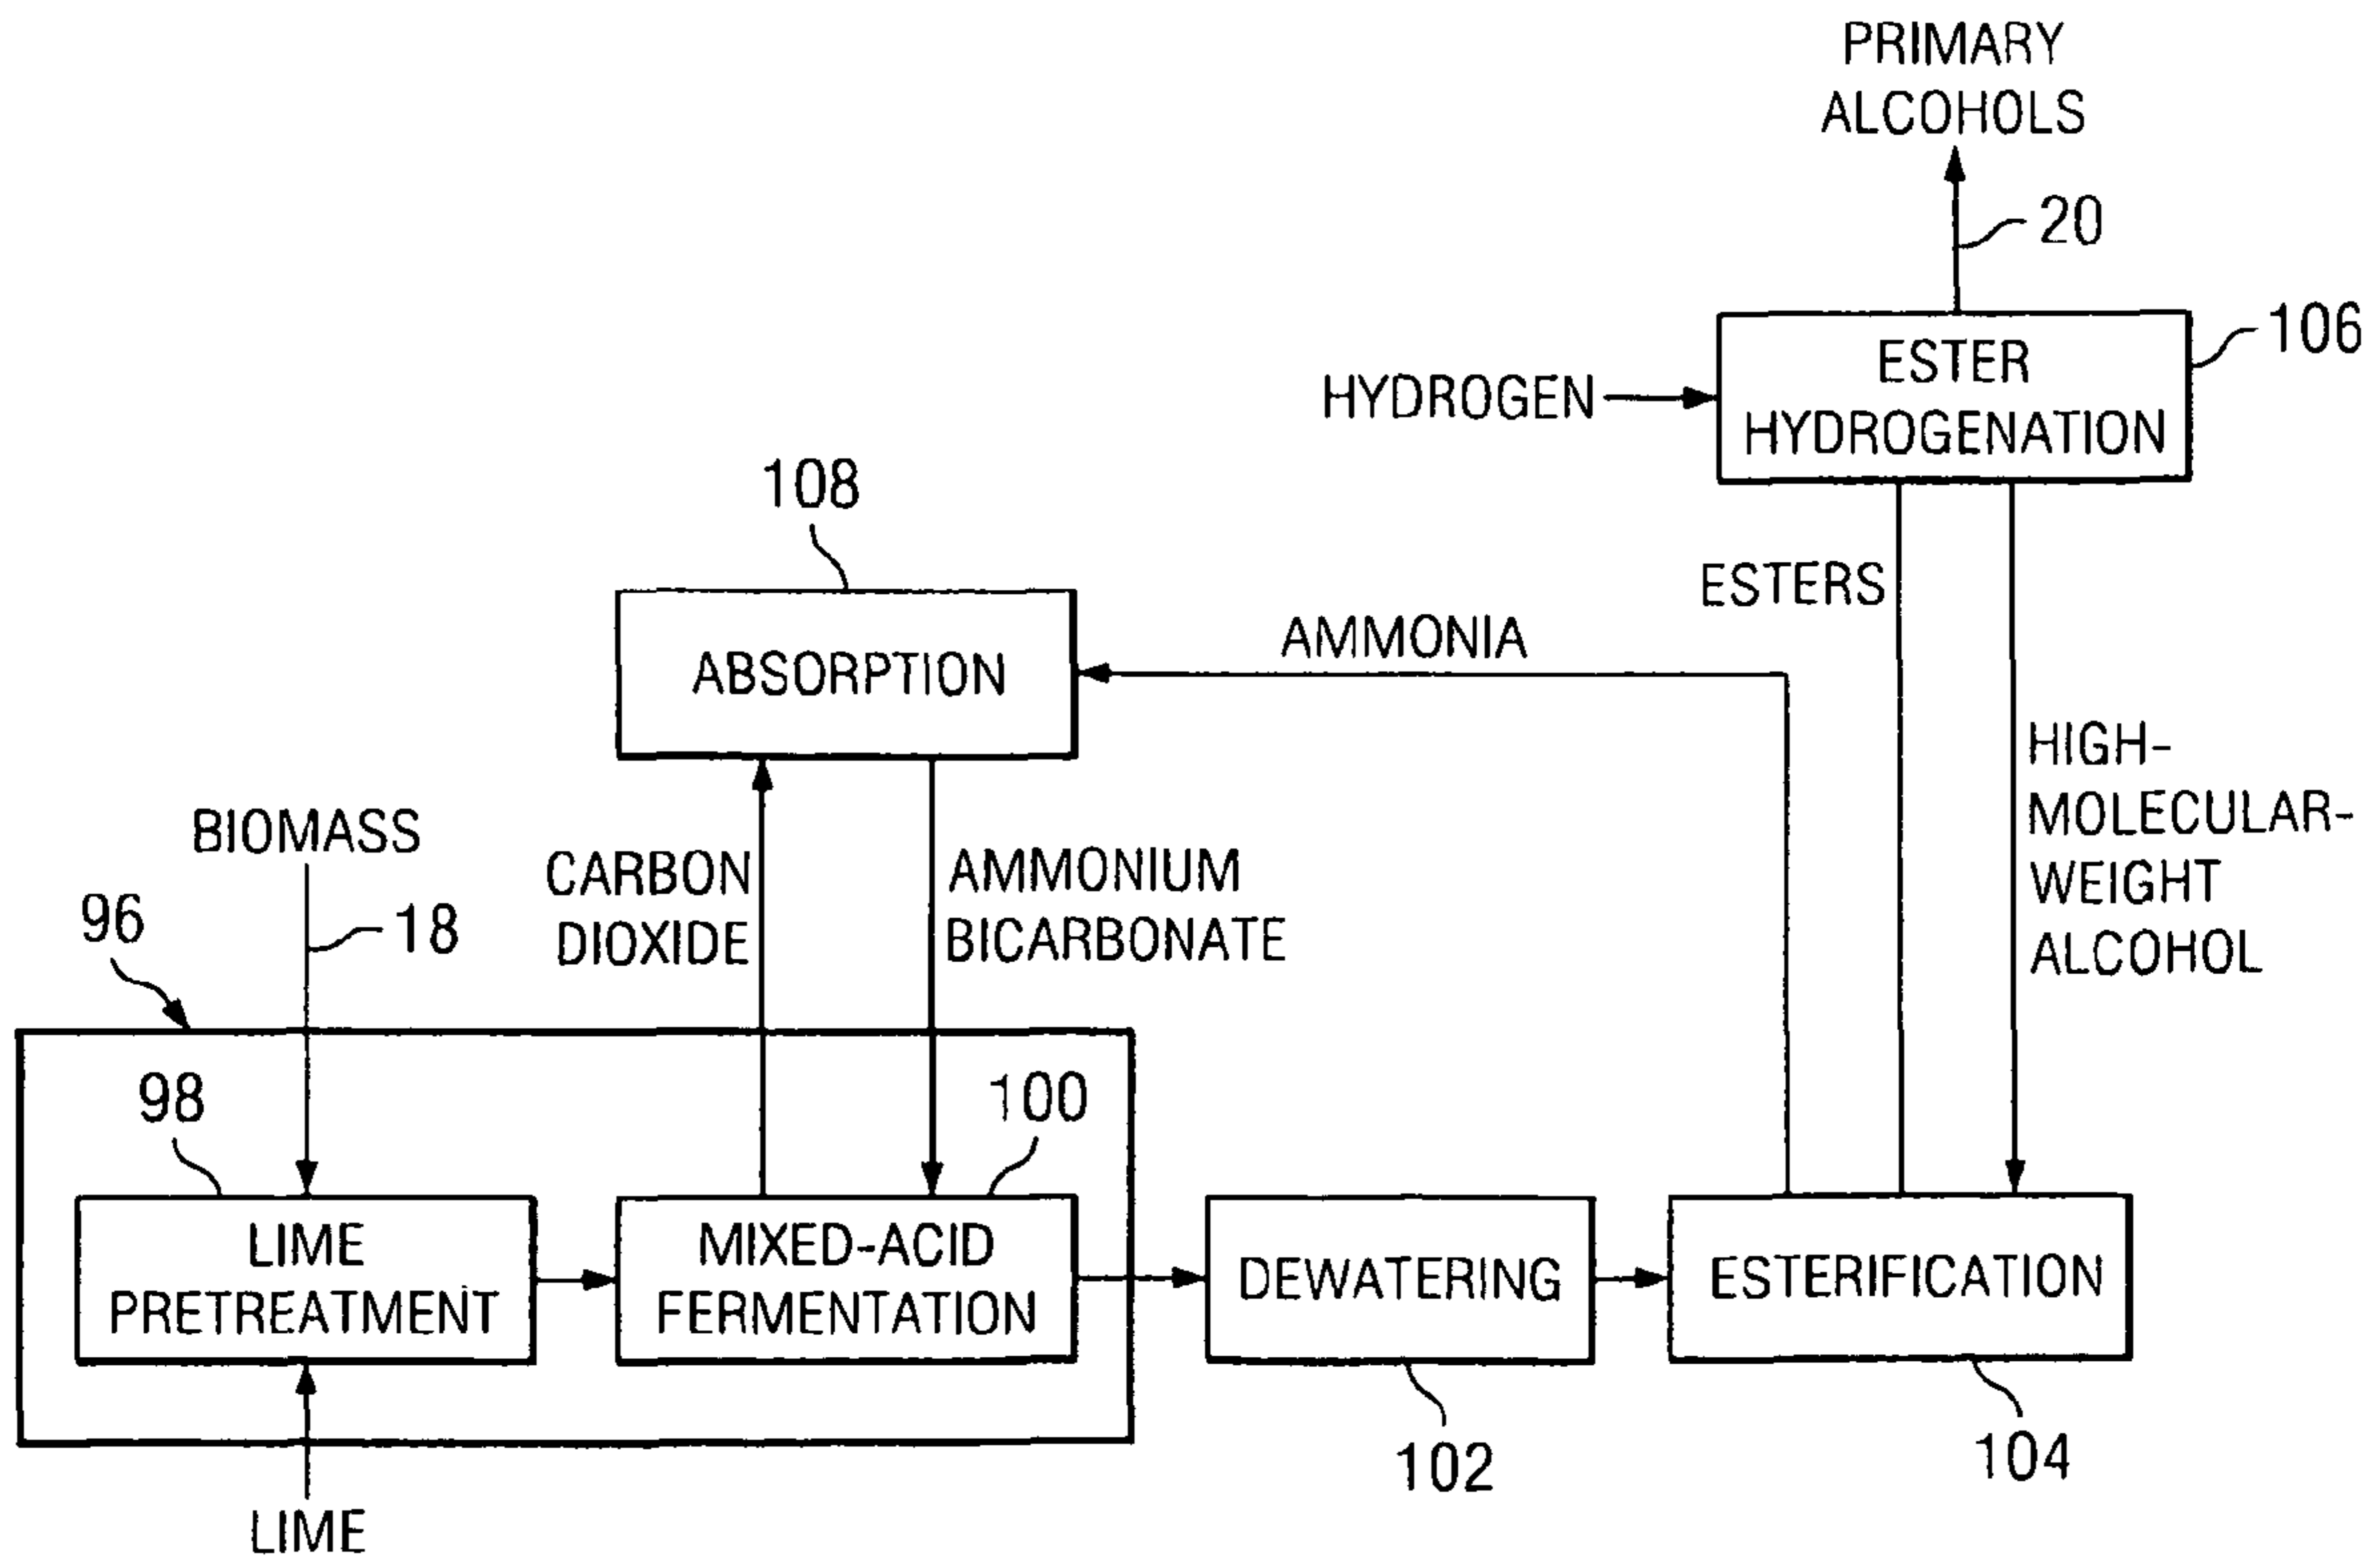 PRIMARY
ALCOHOLS
20
106
ESTER
HYDROGENATION
HYDROGEN
108
ESTERS
AMMONIA
ABSORPTION
HIGH-
MOLECULAR-
WEIGHT
ALCOHOL
BIOMASS
CARBON
DIOXIDE
AMMONIUM
BICARBONATE
96
18
98
100
LIME
PRETREATMENT
MIXED-ACID
FERMENTATION
DEWATERING
ESTERIFICATION
102
104
LIME